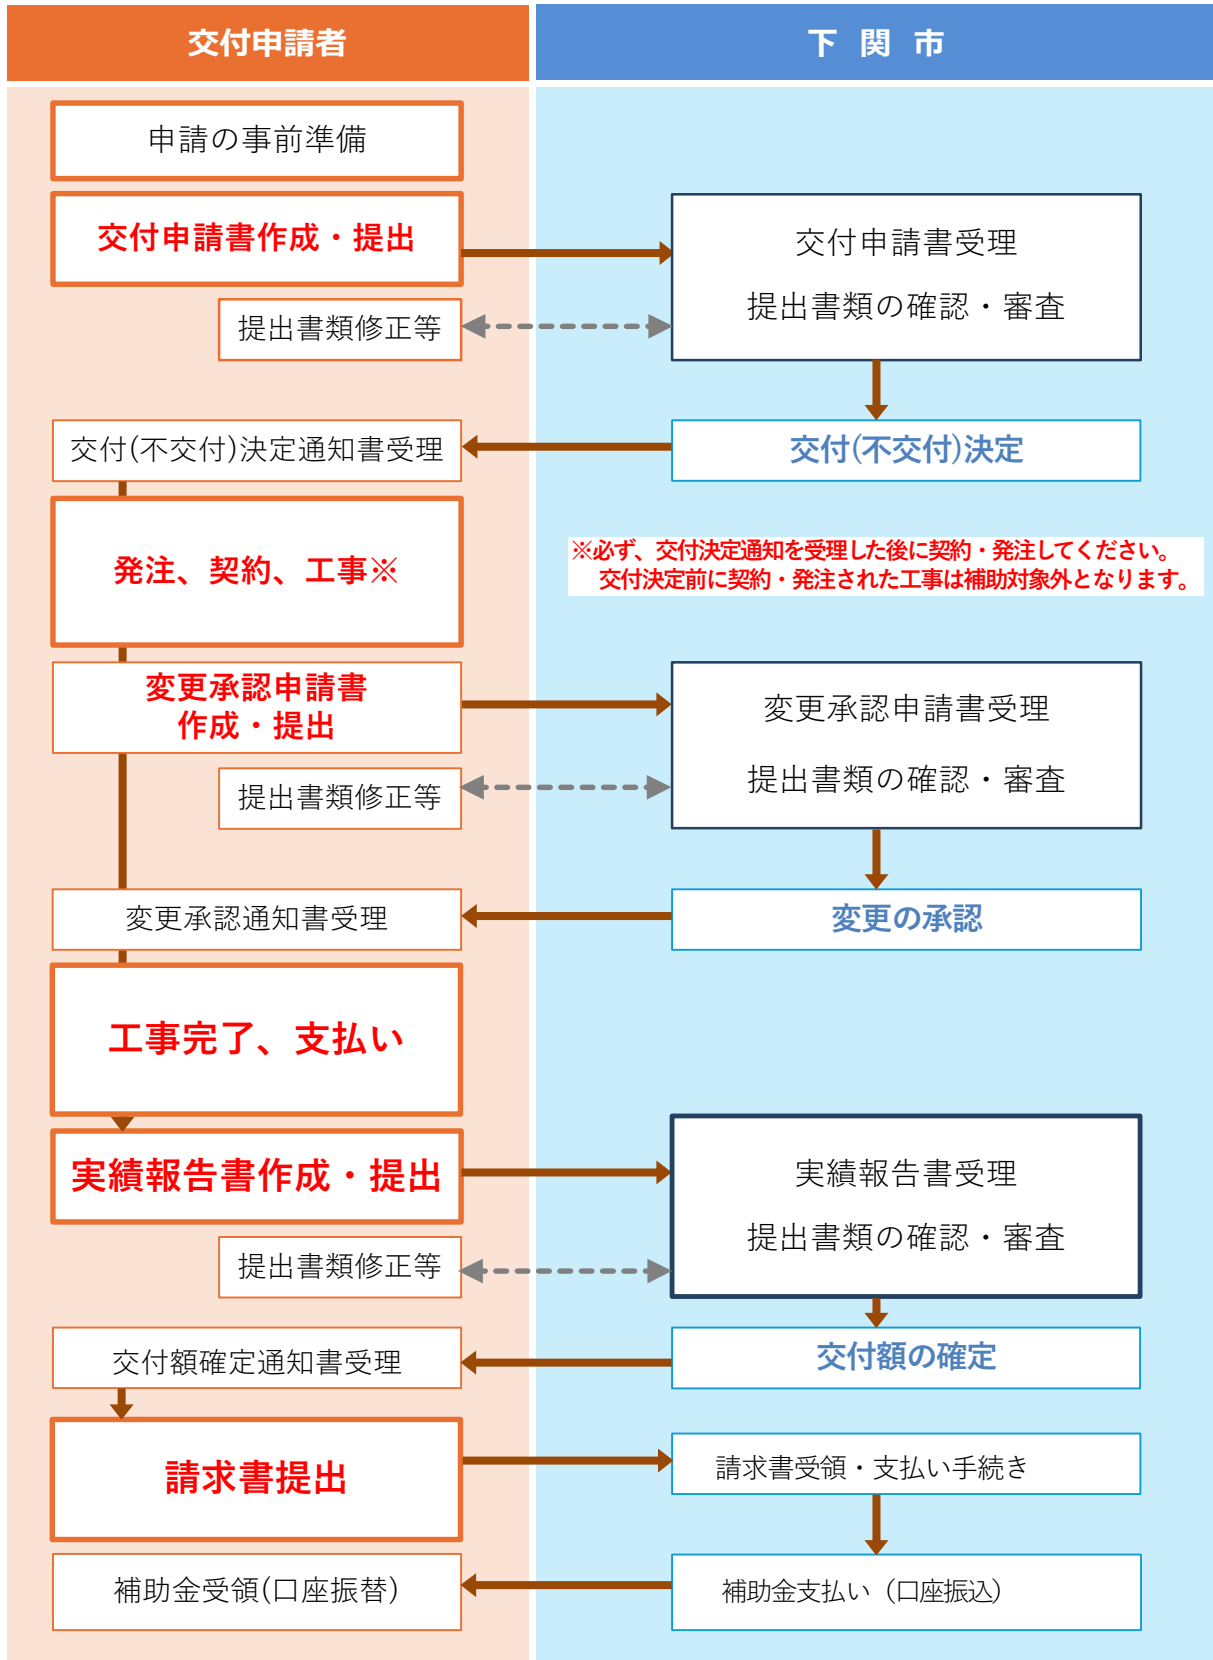 交付申請者
下 関 市
申請の事前準備
交付申請書作成・提出
交付申請書受理
提出書類の確認・審査
提出書類修正等
交付(不交付)決定
交付(不交付)決定通知書受理
発注、契約、工事※
※必ず、交付決定通知を受理した後に契約・発注してください。
交付決定前に契約・発注された工事は補助対象外となります。
変更承認申請書
作成・提出
変更承認申請書受理
提出書類の確認・審査
提出書類修正等
変更の承認
変更承認通知書受理
工事完了、支払い
実績報告書作成・提出
実績報告書受理
提出書類の確認・審査
提出書類修正等
交付額の確定
交付額確定通知書受理
請求書提出
請求書受領・支払い手続き
補助金支払い（口座振込）
補助金受領(口座振替)